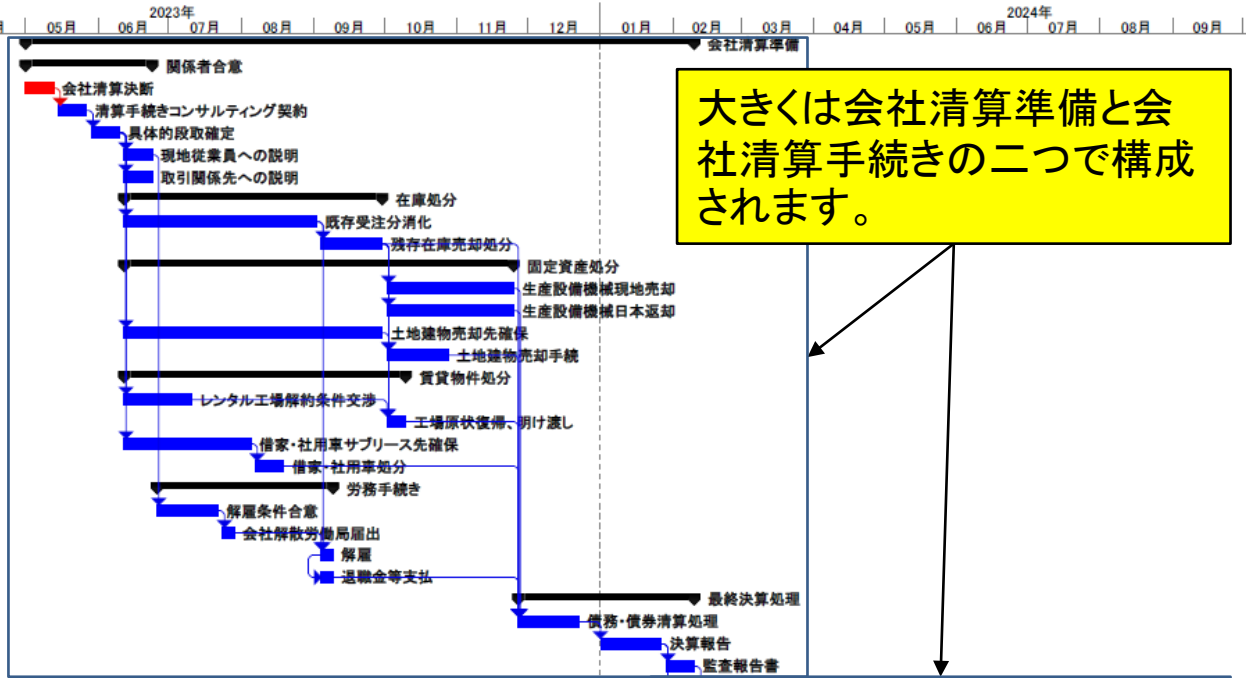 2023年
2024年
月
05月
06月
07月
08月
09月
10月
11月
12月
01月
02月
03月
04月
05月
06月
07月
08月
09月
会社清算準備
関係者合意
会社清算決断
清算手続きコンサルティング契約
具体的段取確定
現地従業員への説明
取引関係先への説明
在庫処分
既存受注分消化
残存在庫売却処分
固定資産処分
生産設備機械現地売却
生産設備機械日本返却
土地建物売却先確保
土地建物売却手続
賃貸物件処分
レンタル工場解約条件交渉
工場原状復帰、明け渡し
借家・社用車サブリース先確保
借家・社用車処分
労務手続き
解雇条件合意
会社解散労働局届出
解雇
退職金等支払
最終決算処理
債務・債券清算処理
決算報告
監査報告書
大きくは会社清算準備と会
社清算手続きの二つで構成
されます。